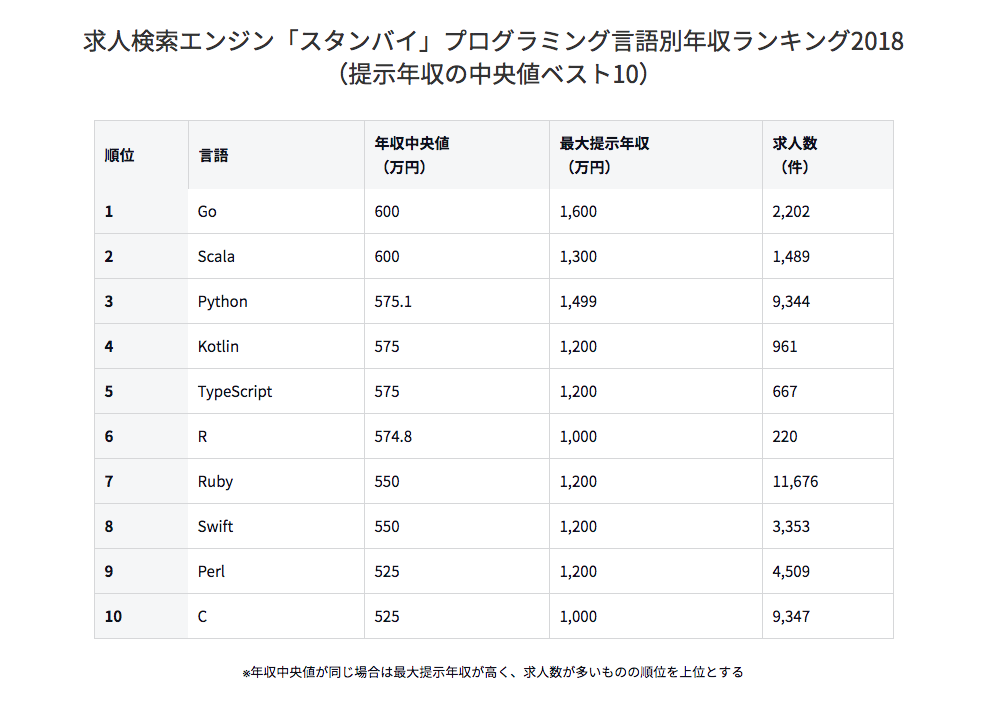 求人検索エンジン「スタンバイ」プログラミング言語別年収ランキング2018
（提示年収の中央値ベスト10）
順位 言語 年収中央値（万円） 最大提示年収（万円） 求人数（件）
1 Go 600 1,600 2,202
2 Scala 600 1,300 1,489
3 Python 575.1 1,499 9,344
4 Kotlin 575 1,200 961
5 TypeScript 575 1,200 667
6 R 574.8 1,000 220
7 Ruby 550 1,200 11,676
8 Swift 550 1,200 3,353
9 Perl 525 1,200 4,509
10 C 525 1,000 9,347
※年収中央値が同じ場合は最大提示年収が高く、求人数が多いものの順位を上位とする